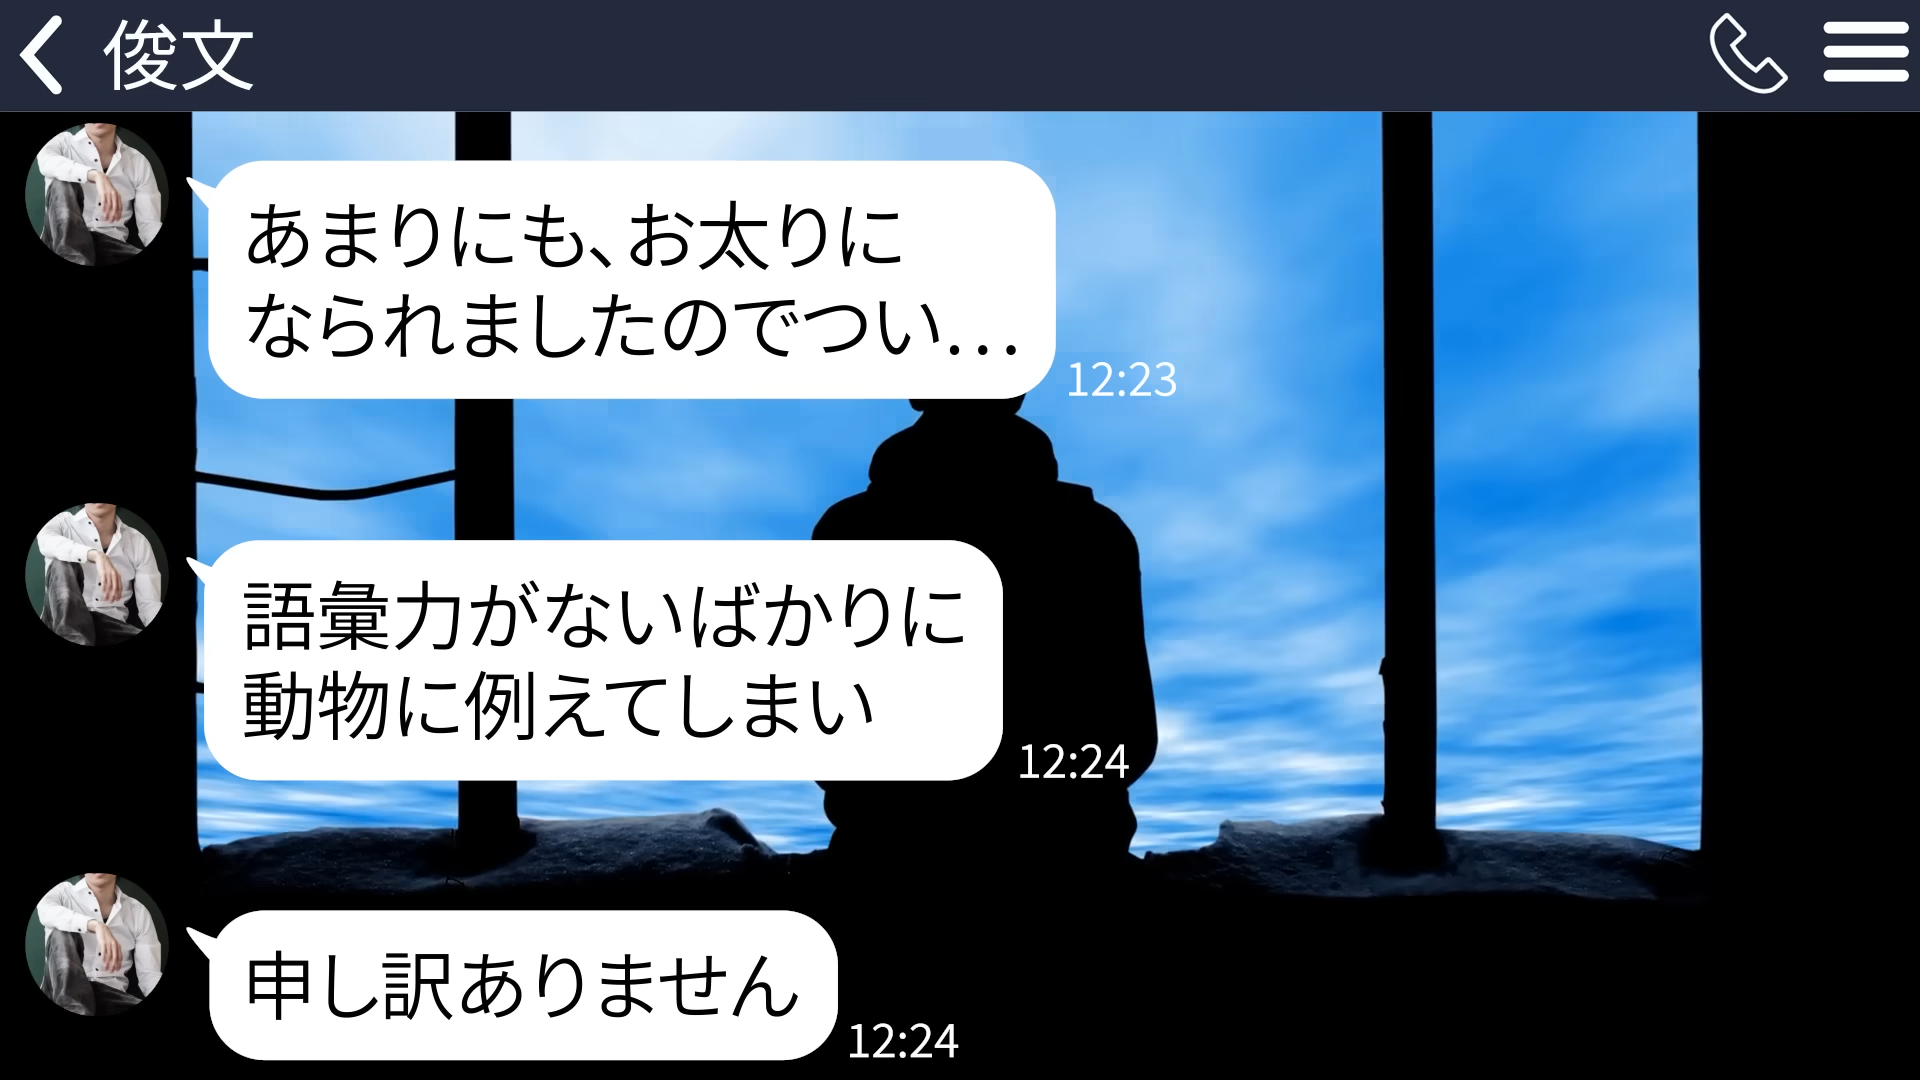 俊文
あまりにも、お太りに
なられましたのでつい…
12:23
語彙力がないばかりに
動物に例えてしまい
12:24
申し訳ありません
12:24